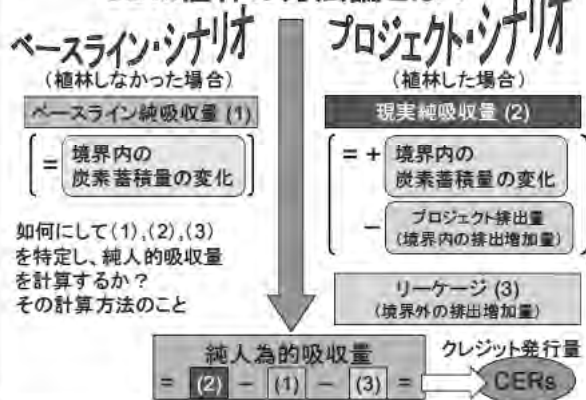 ベースライン・シナリオ
(植林しなかった場合)
ベースライン純吸収量 (1)
= 境界内の
炭素蓄積量の変化
如何にして(1),(2),(3)
を特定し、純人的吸収量
を計算するか?
その計算方法のこと
プロジェクト・シナリオ
(植林した場合)
現実純吸収量 (2)
= + 境界内の
炭素蓄積量の変化
− プロジェクト排出量
(境界内の排出増加量)
リーケージ (3)
(境界外の排出増加量)
純人為的吸収量
= (2) − (1) − (3) =
クレジット発行量
CERs